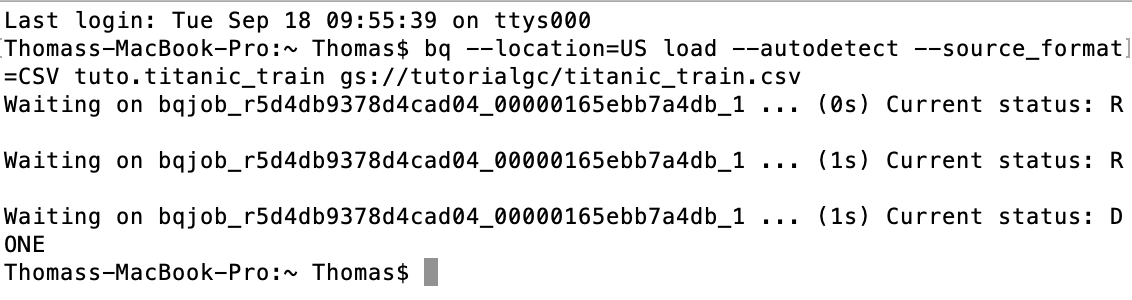 Last login: Tue Sep 18 09:55:39 on ttys000
[Thomass-MacBook-Pro:~ Thomas$ bq --location=US load --autodetect --source_format]
=CSV tuto.titanic_train gs://tutorialgc/titanic_train.csv
Waiting on bqjob_r5d4db9378d4cad04_00000165ebb7a4db_1 ... (0s) Current status: R
Waiting on bqjob_r5d4db9378d4cad04_00000165ebb7a4db_1 ... (1s) Current status: R
Waiting on bqjob_r5d4db9378d4cad04_00000165ebb7a4db_1 ... (1s) Current status: D
ONE
Thomass-MacBook-Pro:~ Thomas$